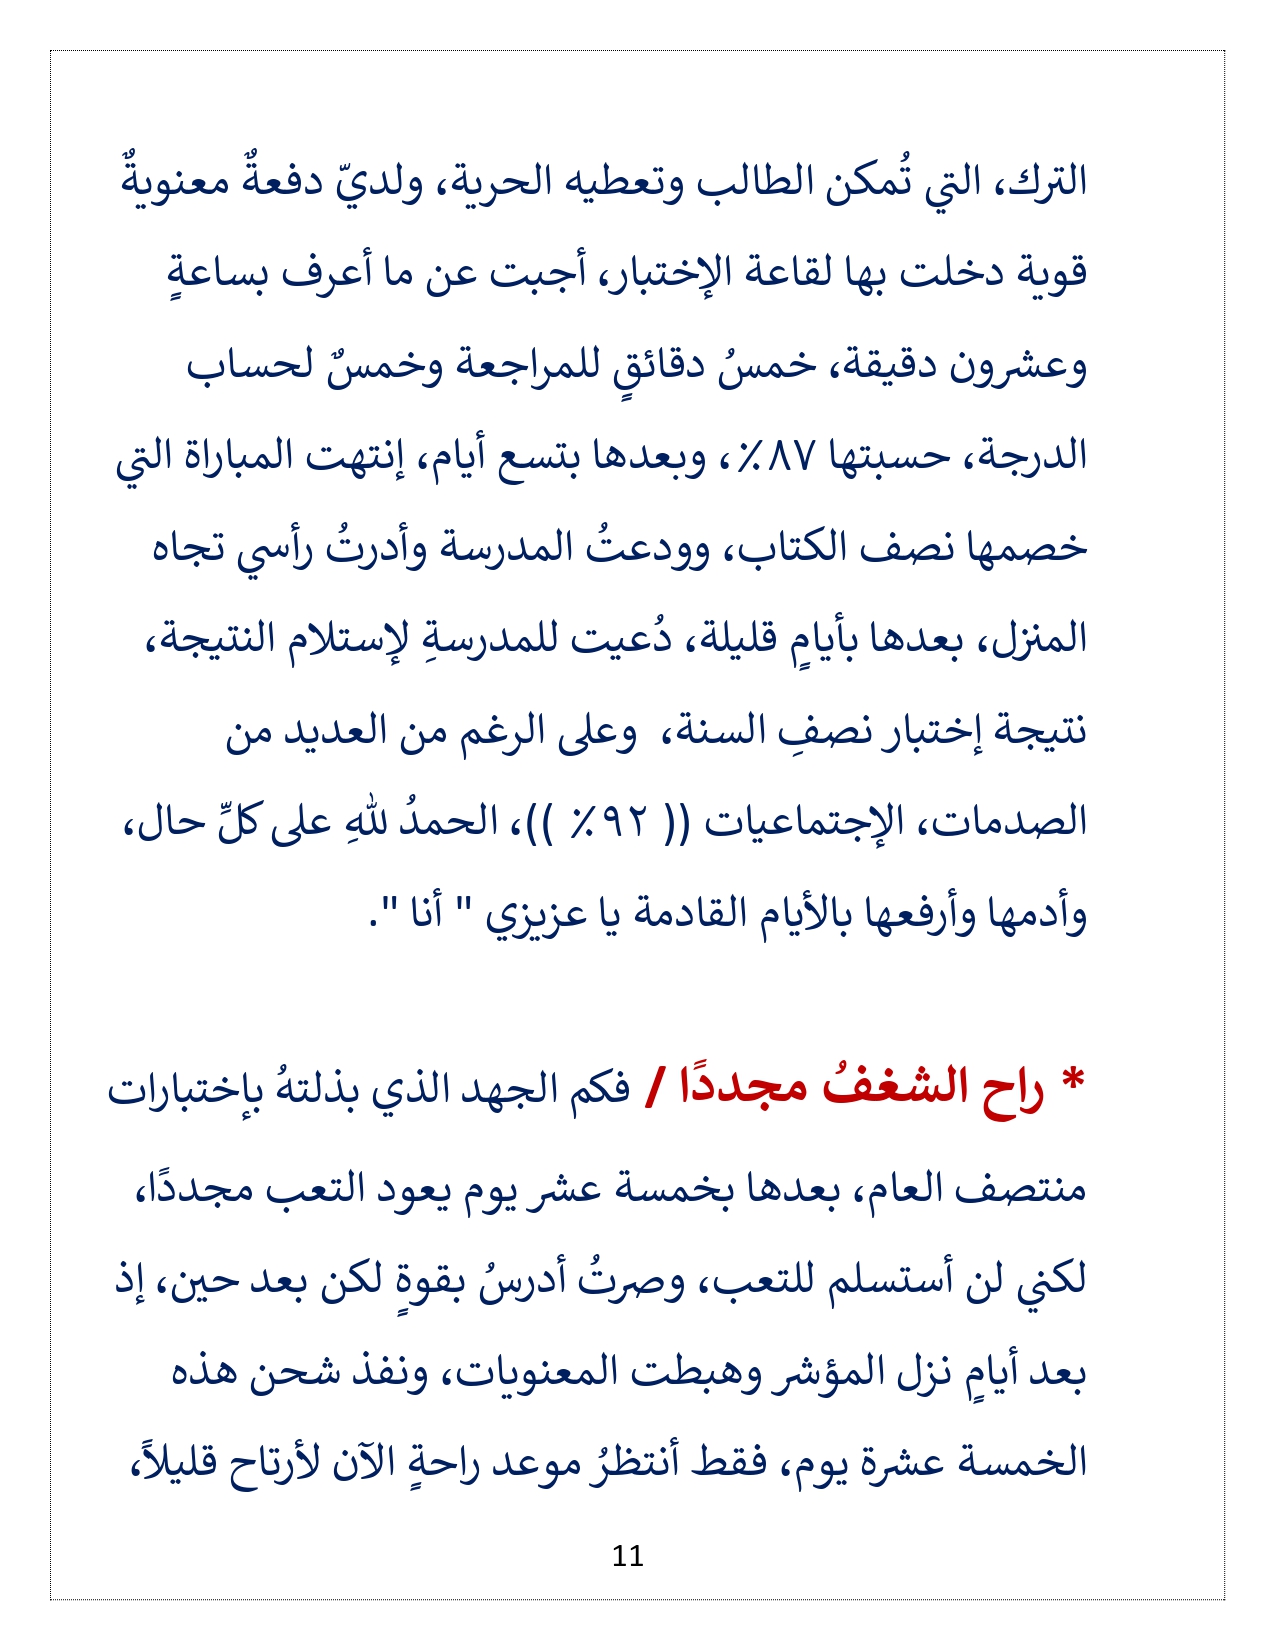 الترك، التي تُمكن الطالب وتعطيه الحرية، ولديّ دفعةٌ معنويةٌ
قوية دخلت بها لقاعة الإختبار، أجبت عن ما أعرف بساعةٍ
وعشرون دقيقة، خمسُ دقائقٍ للمراجعة وخمسٌ لحساب
الدرجة، حسبتها ٨٧٪، وبعدها بتسع أيام، إنتهت المباراة التي
خصمها نصف الكتاب، وودعتُ المدرسة وأدرتُ رأسي تجاه
المنزل، بعدها بأيامٍ قليلة، دُعيت للمدرسةِ لإستلام النتيجة،
نتيجة إختبار نصفِ السنة، وعلى الرغم من العديد من
الصدمات، الإجتماعيات (( ٩٢٪ ))، الحمدُ للهِ على كلِّ حال،
وأدمها وأرفعها بالأيام القادمة يا عزيزي " أنا ".
* راح الشغفُ مجددًا / فكم الجهد الذي بذلتهُ بإختبارات
منتصف العام، بعدها بخمسة عشر يوم يعود التعب مجددًا،
لكني لن أستسلم للتعب، وصرتُ أدرسُ بقوةٍ لكن بعد حين، إذ
بعد أيامٍ نزل المؤشر وهبطت المعنويات، ونفذ شحن هذه
الخمسة عشرة يوم، فقط أنتظرُ موعد راحةٍ الآن لأرتاح قليلاً،
11